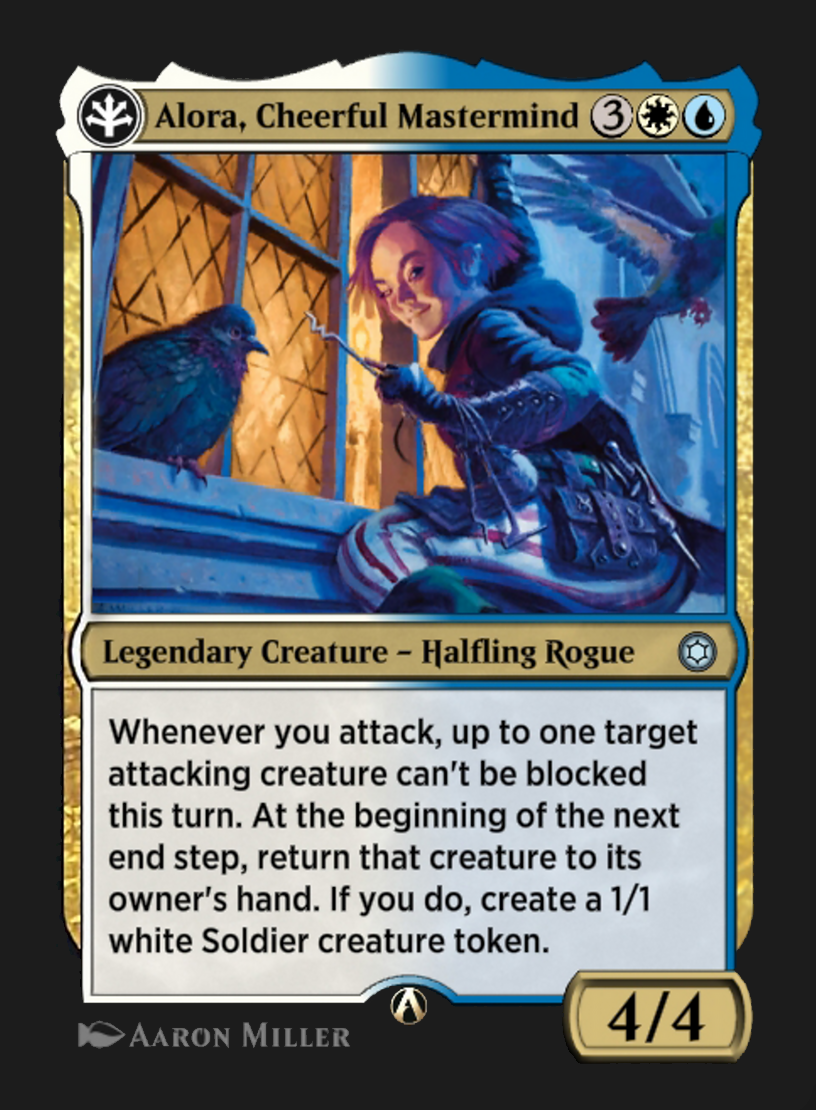 Alora, Cheerful Mastermind 3
Legendary Creature – Halfling Rogue
Whenever you attack, up to one target
attacking creature can't be blocked
this turn. At the beginning of the next
end step, return that creature to its
owner's hand. If you do, create a 1/1
white Soldier creature token.
4/4
Aaron Miller